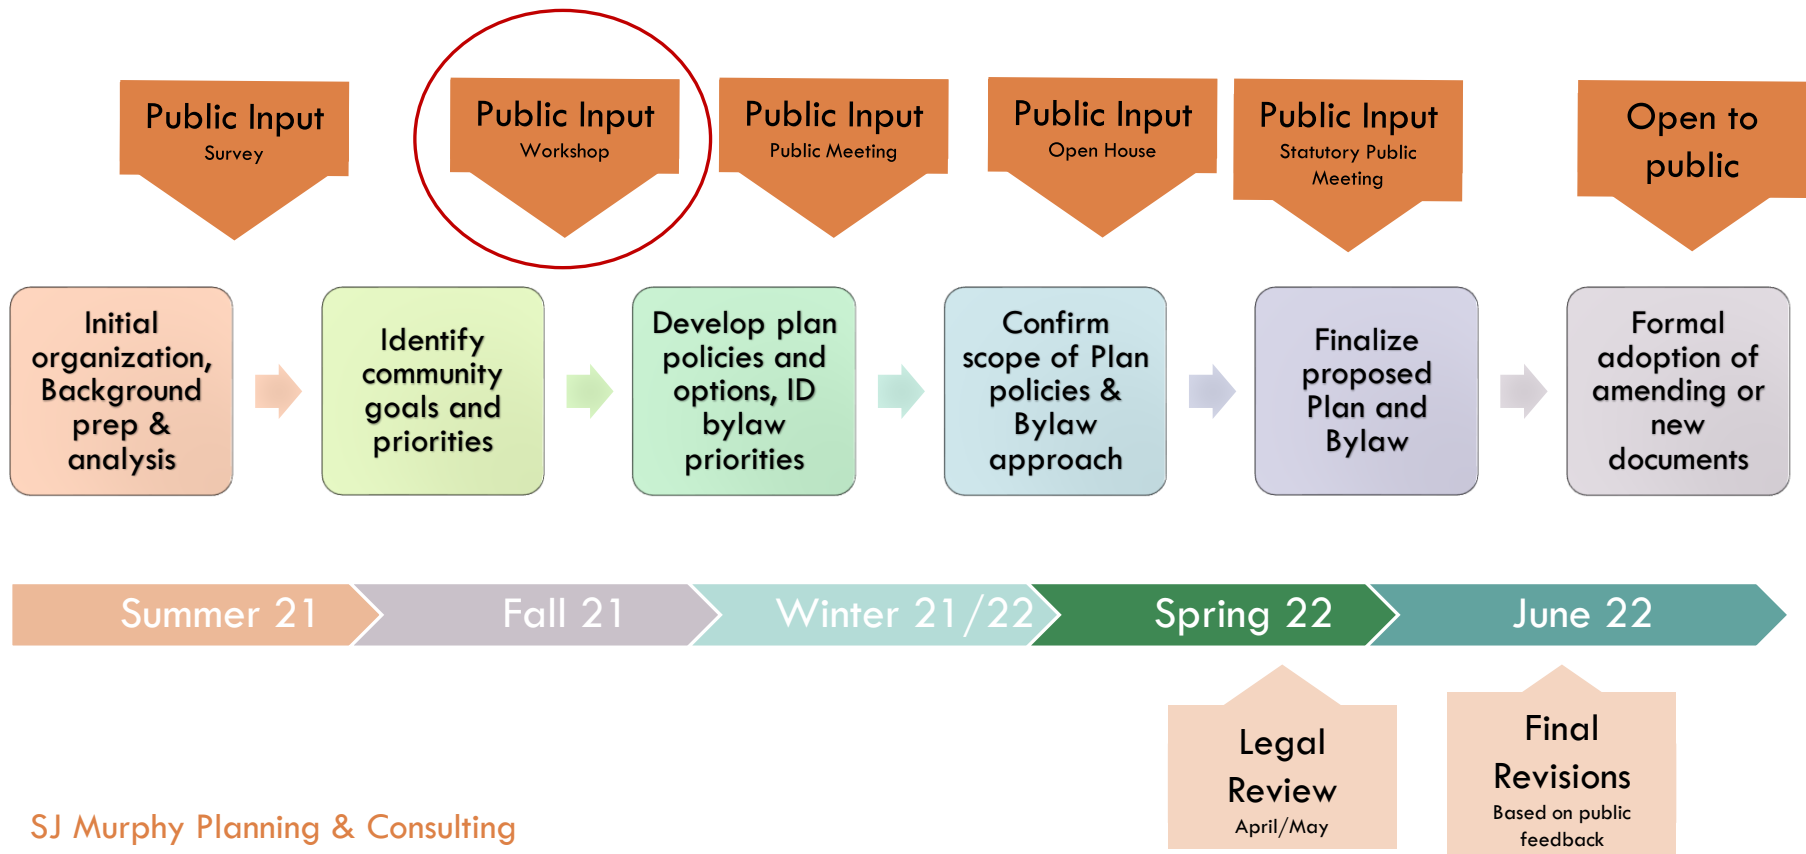 Public Input
Survey
Public Input
Workshop
Public Input
Public Meeting
Public Input
Open House
Public Input
Statutory Public
Meeting
Open to
public
Initial
organization,
Background
prep &
analysis
Identify
community
goals and
priorities
Develop plan
policies and
options, ID
bylaw
priorities
Confirm
scope of Plan
policies &
Bylaw
approach
Finalize
proposed
Plan and
Bylaw
Formal
adoption of
amending or
new
documents
Summer 21
Fall 21
Winter 21/22
Spring 22
June 22
Legal
Review
April/May
Final
Revisions
Based on public
feedback
SJ Murphy Planning & Consulting